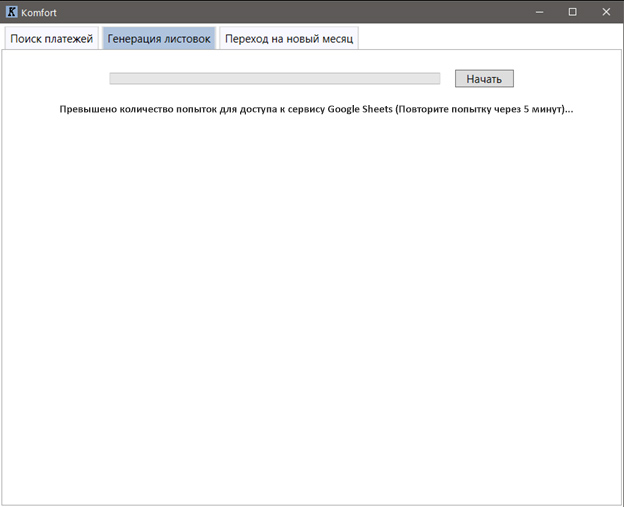 K Komfort
Поиск платежей Генерация листовок Переход на новый месяц
Начать
Превышено количество попыток для доступа к сервису Google Sheets (Повторите попытку через 5 минут)...